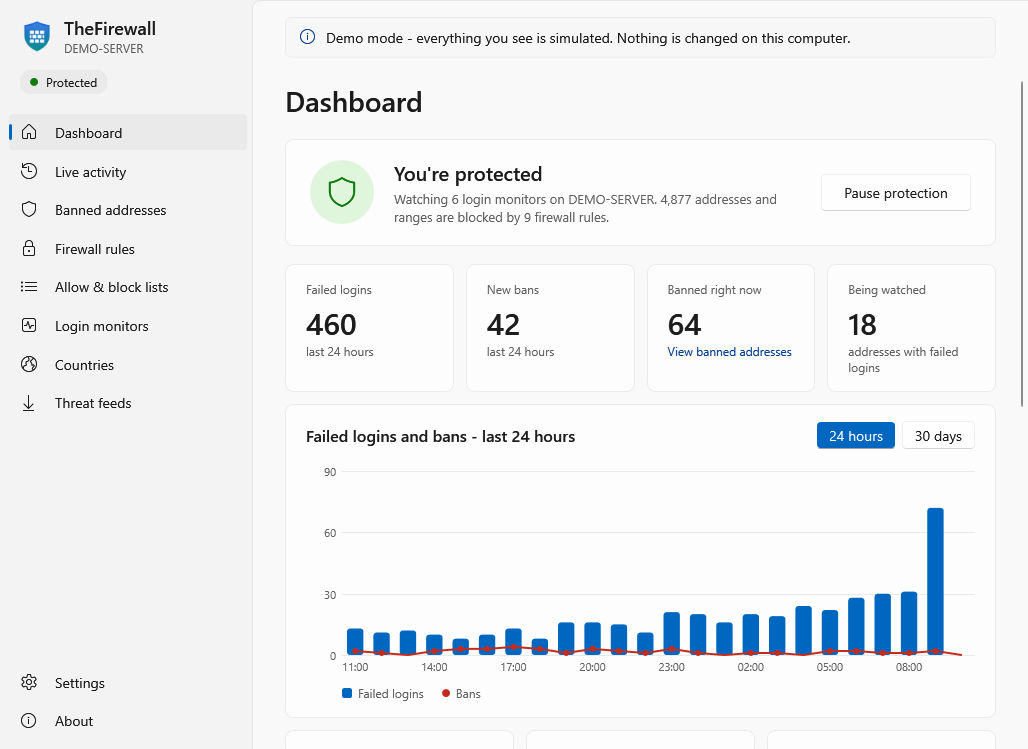 TheFirewall
DEMO-SERVER
Protected
Dashboard
Live activity
Banned addresses
Firewall rules
Allow & block lists
Login monitors
Countries
Threat feeds
Settings
About
Demo mode - everything you see is simulated. Nothing is changed on this computer.
Dashboard
You're protected
Watching 6 login monitors on DEMO-SERVER. 4,877 addresses and
ranges are blocked by 9 firewall rules.
Pause protection
Failed logins
460
last 24 hours
New bans
42
last 24 hours
Banned right now
64
View banned addresses
Being watched
18
addresses with failed
logins
Failed logins and bans - last 24 hours
24 hours
30 days
90
60
30
0
11:00 14:00 17:00 20:00 23:00 02:00 05:00 08:00
Failed logins Bans